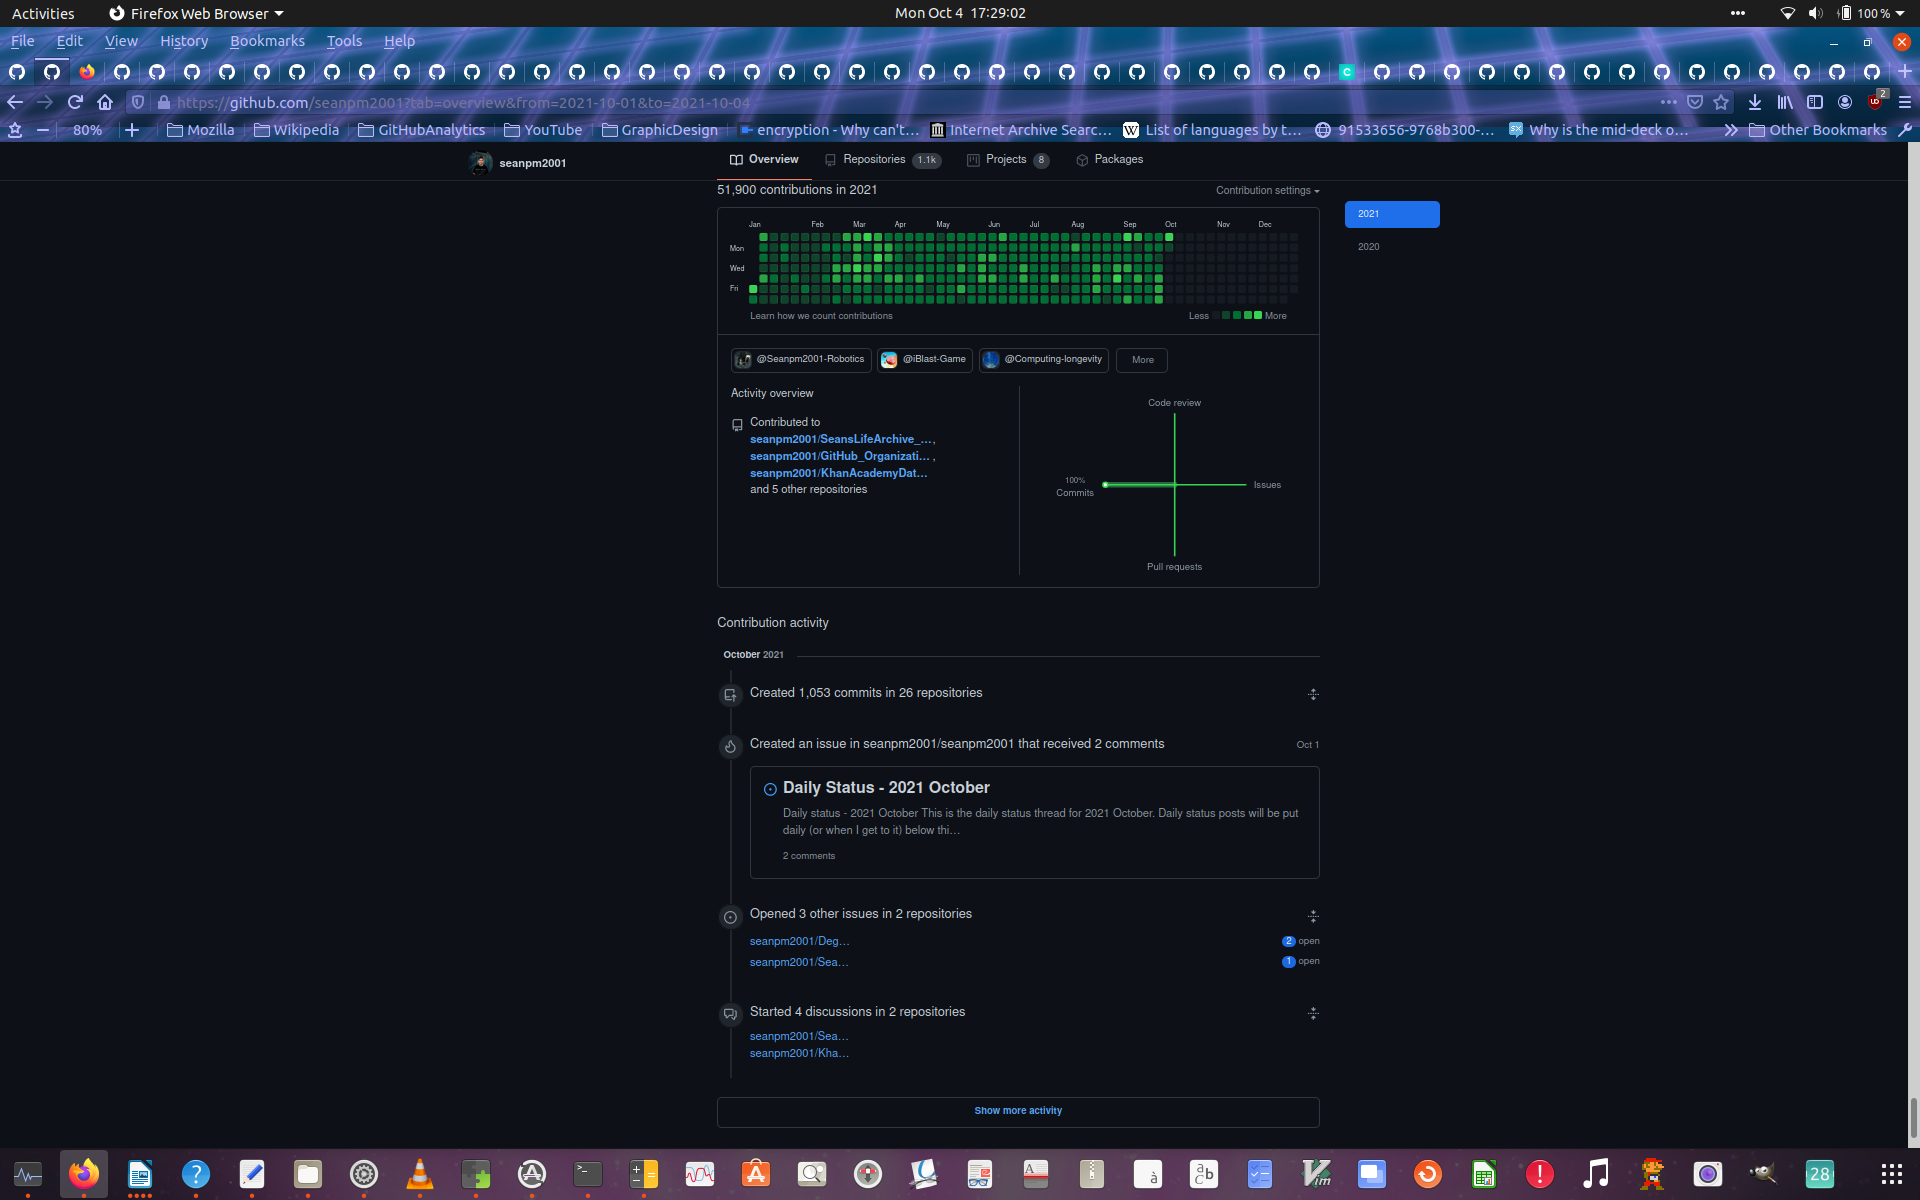 Activities
Firefox Web Browser
Mon Oct 4 17:29:02
100 %
File Edit View History Bookmarks Tools Help
https://github.com/seanpm2001?tab=overview&from=2021-10-01&to=2021-10-04
2
80%
Mozilla
Wikipedia
GitHubAnalytics
YouTube
GraphicDesign
encryption - Why can't…
Internet Archive Searc…
List of languages by t…
91533656-9768b300-…
Why is the mid-deck o…
Other Bookmarks
seanpm2001
Overview
Repositories 1.1k
Projects 8
Packages
51,900 contributions in 2021
Contribution settings
2021
2020
Jan Feb Mar Apr May Jun Jul Aug Sep Oct Nov Dec
Mon
Wed
Fri
Learn how we count contributions
Less
More
@Seanpm2001-Robotics
@iBlast-Game
@Computing-longevity
More
Activity overview
Contributed to
seanpm2001/SeansLifeArchive_…,
seanpm2001/GitHub_Organizati… ,
seanpm2001/KhanAcademyDat…
and 5 other repositories
Code review
100%
Commits
Issues
Pull requests
Contribution activity
October 2021
Created 1,053 commits in 26 repositories
Created an issue in seanpm2001/seanpm2001 that received 2 comments
Oct 1
Daily Status - 2021 October
Daily status - 2021 October This is the daily status thread for 2021 October. Daily status posts will be put
daily (or when I get to it) below thi…
2 comments
Opened 3 other issues in 2 repositories
seanpm2001/Deg…
2 open
seanpm2001/Sea…
1 open
Started 4 discussions in 2 repositories
seanpm2001/Sea…
seanpm2001/Kha…
Show more activity
28